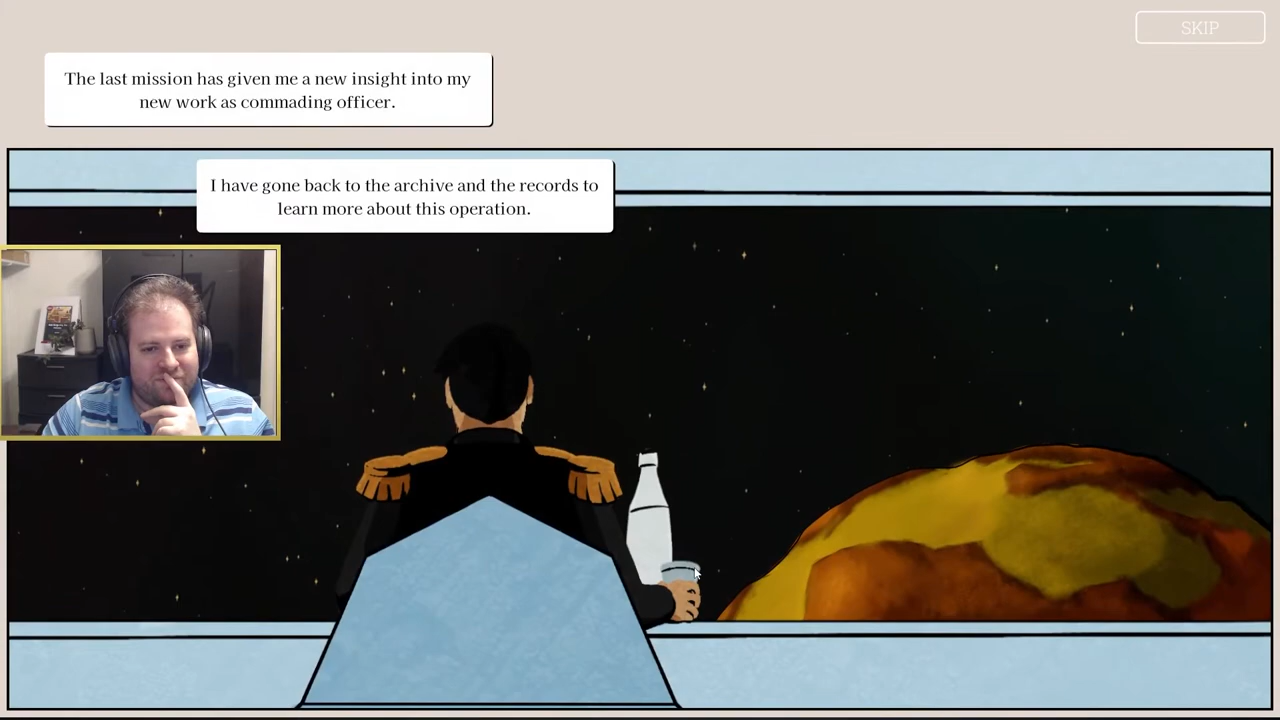 SKIP
The last mission has given me a new insight into my
new work as commading officer.
I have gone back to the archive and the records to
learn more about this operation.